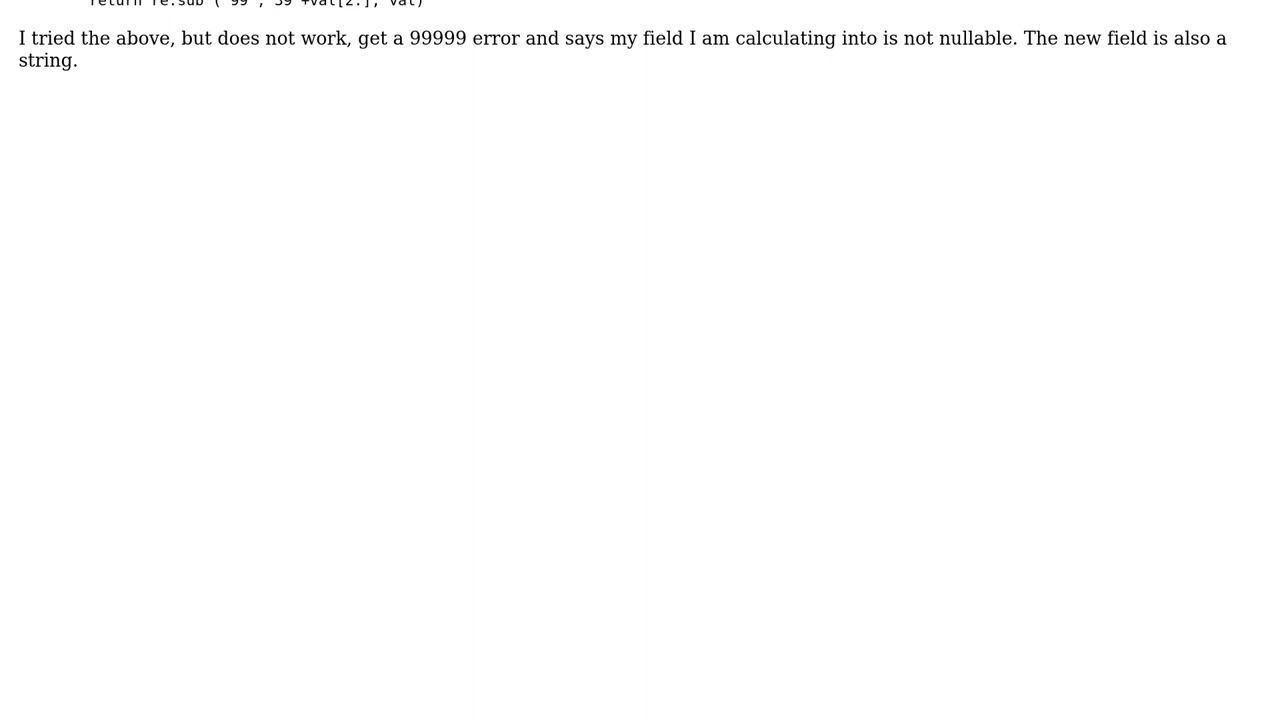 I tried the above, but does not work, get a 99999 error and says my field I am calculating into is not nullable. The new field is also a
string.